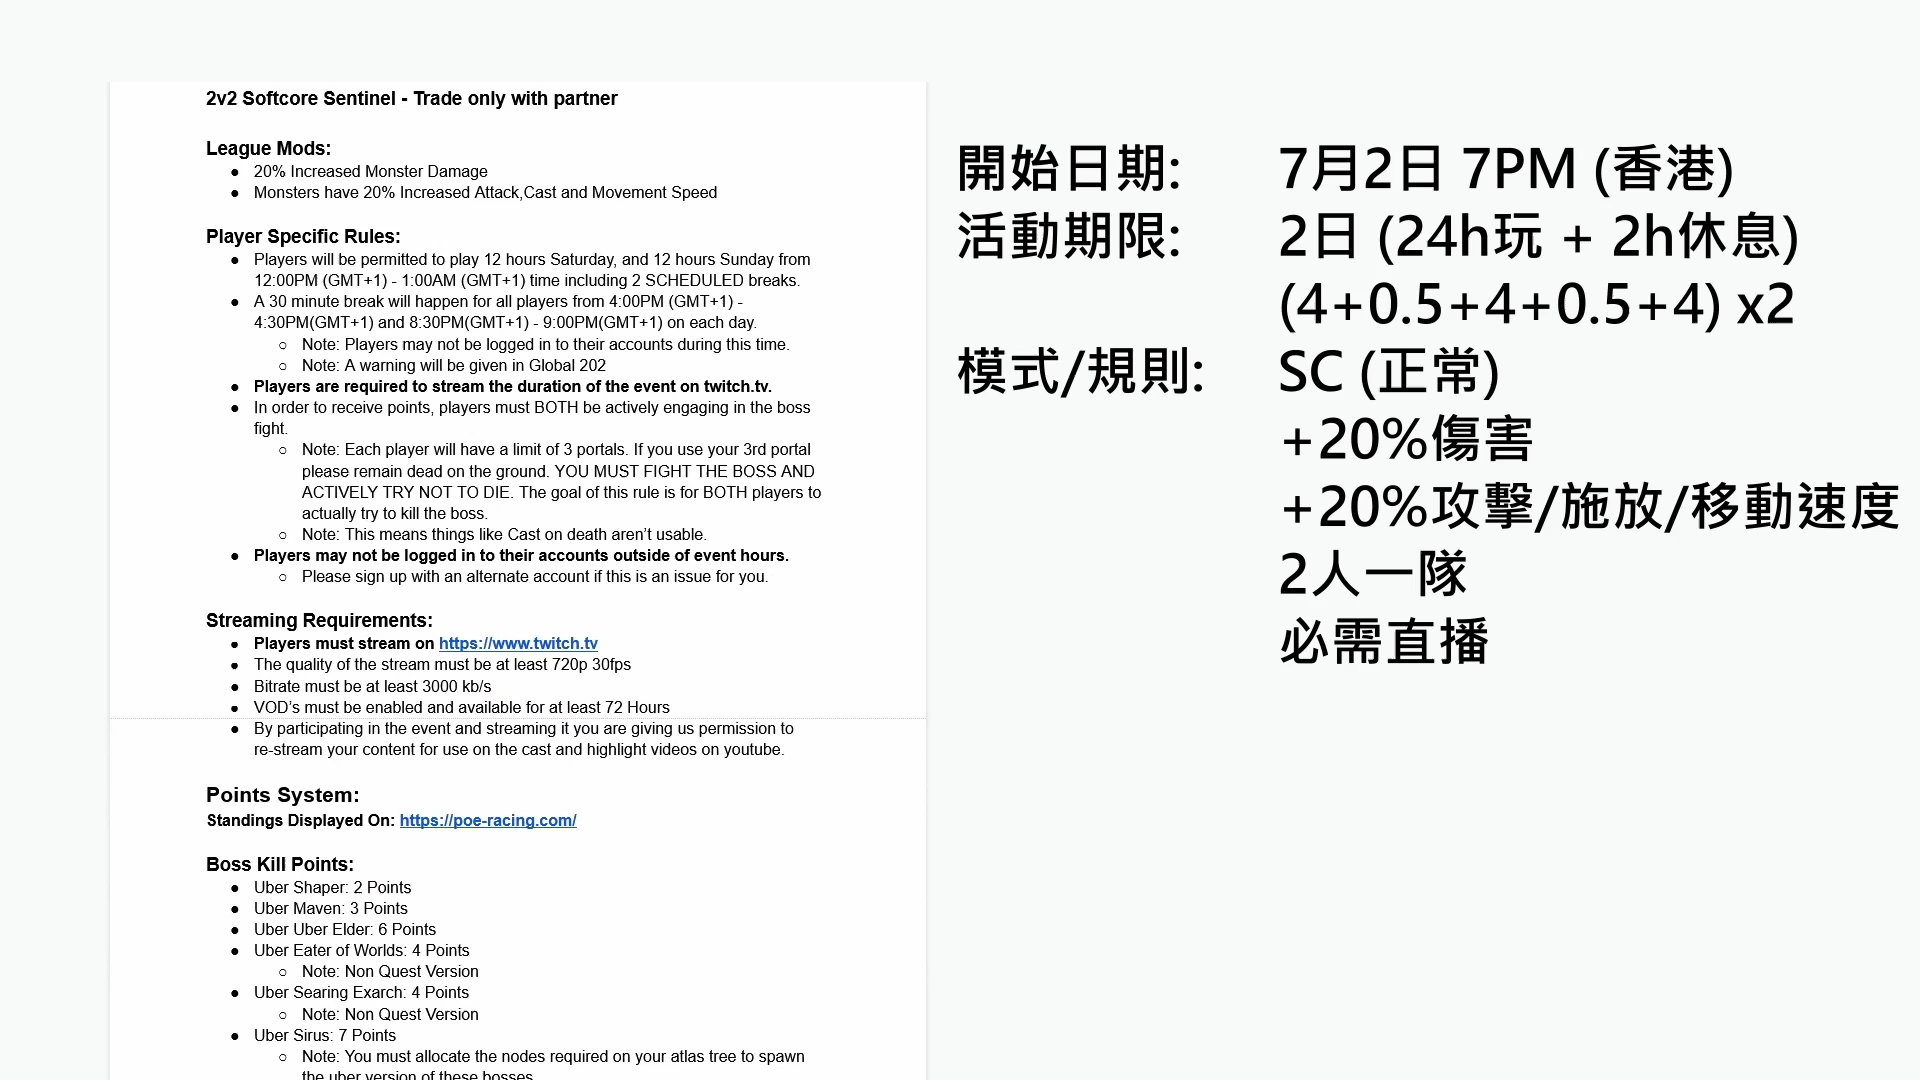 2v2 Softcore Sentinel - Trade only with partner
League Mods:
● 20% Increased Monster Damage
● Monsters have 20% Increased Attack,Cast and Movement Speed
Player Specific Rules:
● Players will be permitted to play 12 hours Saturday, and 12 hours Sunday from
12:00PM (GMT+1) - 1:00AM (GMT+1) time including 2 SCHEDULED breaks.
● A 30 minute break will happen for all players from 4:00PM (GMT+1) -
4:30PM(GMT+1) and 8:30PM(GMT+1) - 9:00PM(GMT+1) on each day.
○ Note: Players may not be logged in to their accounts during this time.
○ Note: A warning will be given in Global 202
● Players are required to stream the duration of the event on twitch.tv.
● In order to receive points, players must BOTH be actively engaging in the boss
fight.
○ Note: Each player will have a limit of 3 portals. If you use your 3rd portal
please remain dead on the ground. YOU MUST FIGHT THE BOSS AND
ACTIVELY TRY NOT TO DIE. The goal of this rule is for BOTH players to
actually try to kill the boss.
○ Note: This means things like Cast on death aren’t usable.
● Players may not be logged in to their accounts outside of event hours.
○ Please sign up with an alternate account if this is an issue for you.
Streaming Requirements:
● Players must stream on https://www.twitch.tv
● The quality of the stream must be at least 720p 30fps
● Bitrate must be at least 3000 kb/s
● VOD’s must be enabled and available for at least 72 Hours
● By participating in the event and streaming it you are giving us permission to
re-stream your content for use on the cast and highlight videos on youtube.
Points System:
Standings Displayed On: https://poe-racing.com/
Boss Kill Points:
● Uber Shaper: 2 Points
● Uber Maven: 3 Points
● Uber Uber Elder: 6 Points
● Uber Eater of Worlds: 4 Points
○ Note: Non Quest Version
● Uber Searing Exarch: 4 Points
○ Note: Non Quest Version
● Uber Sirus: 7 Points
○ Note: You must allocate the nodes required on your atlas tree to spawn
the uber version of these bosses
開始日期: 7月2日 7PM (香港)
活動期限: 2日 (24h玩 + 2h休息)
(4+0.5+4+0.5+4) x2
模式/規則: SC (正常)
+20%傷害
+20%攻擊/施放/移動速度
2人一隊
必需直播